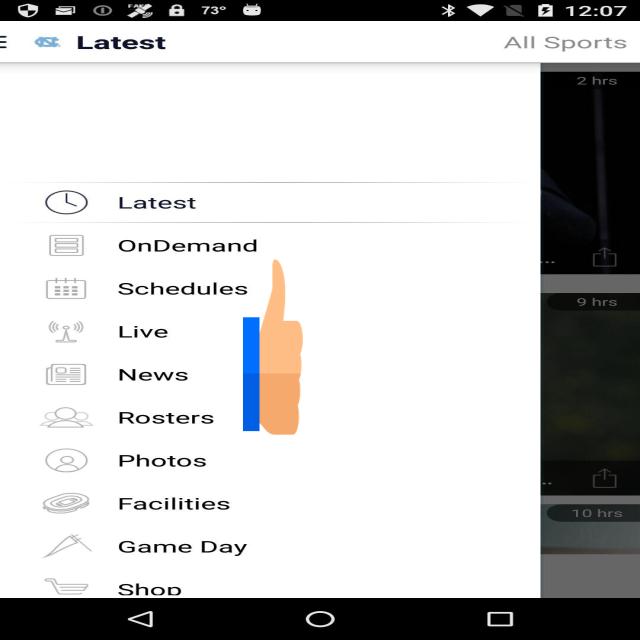 73°
12:07
Latest
All Sports
2 hrs
Latest
OnDemand
Schedules
9 hrs
Live
News
Rosters
Photos
Facilities
10 hrs
Game Day
Shop